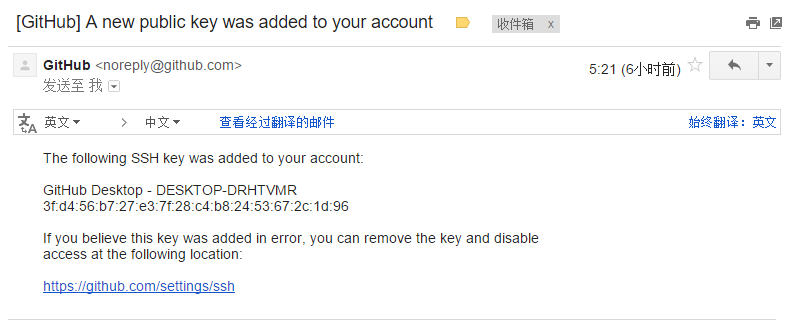 [GitHub] A new public key was added to your account 收件箱 x
GitHub <noreply@github.com> 5:21 (6小时前)
发送至 我
英文 > 中文 查看经过翻译的邮件 始终翻译：英文
The following SSH key was added to your account:
GitHub Desktop - DESKTOP-DRHTVMR
3f:d4:56:b7:27:e3:7f:28:c4:b8:24:53:67:2c:1d:96
If you believe this key was added in error, you can remove the key and disable
access at the following location:
https://github.com/settings/ssh